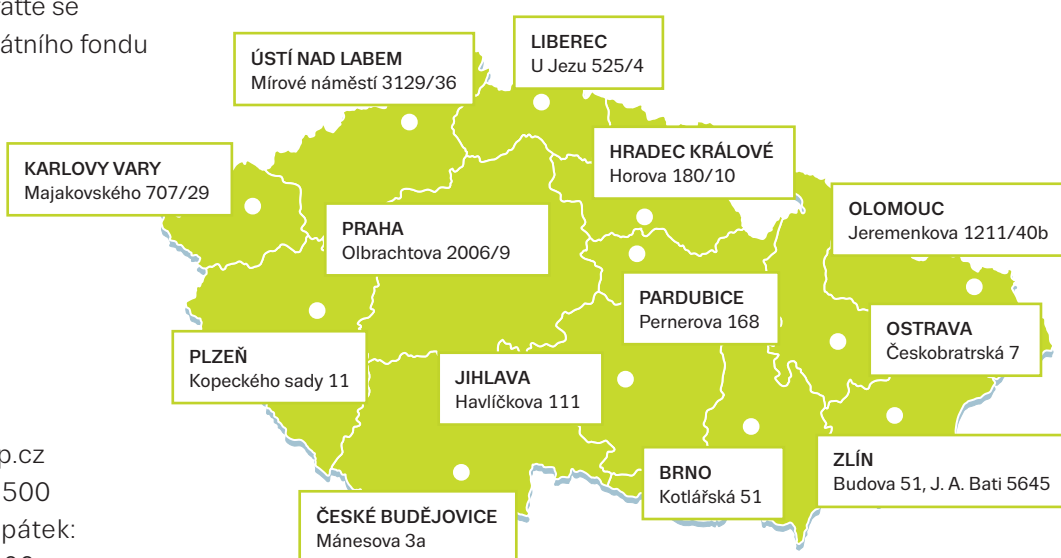 se
átního fondu
ÚSTÍ NAD LABEM
Mírové náměstí 3129/36
LIBEREC
U Jezu 525/4
KARLOVY VARY
Majakovského 707/29
HRADEC KRÁLOVÉ
Horova 180/10
PRAHA
Olbrachtova 2006/9
OLOMOUC
Jeremenkova 1211/40b
PARDUBICE
Pernerova 168
OSTRAVA
Českobratrská 7
PLZEŇ
Kopeckého sady 11
JIHLAVA
Havlíčkova 111
p.cz
500
pátek:
BRNO
Kotlářská 51
ZLÍN
Budova 51, J. A. Bati 5645
ČESKÉ BUDĚJOVICE
Mánesova 3a